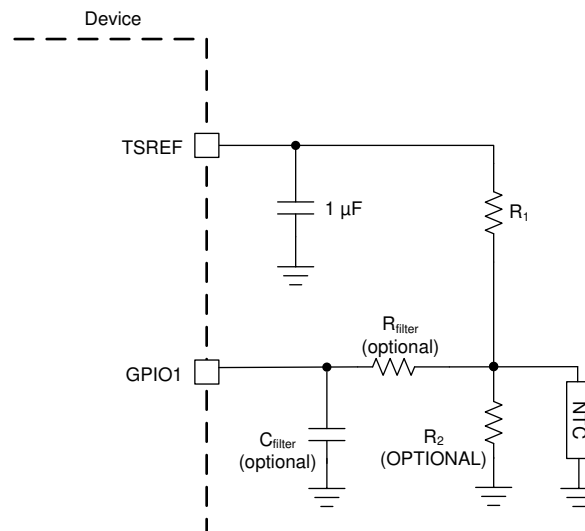 Device
TSREF
1 µF
R₁
Rfilter
(optional)
GPIO1
Cfilter
(optional)
R₂
(OPTIONAL)
NTC